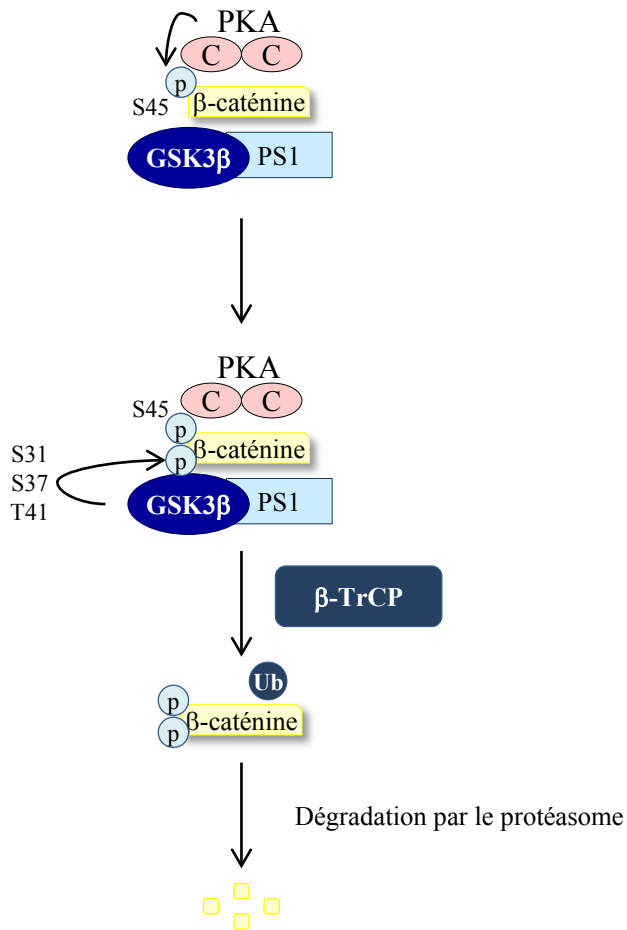 PKA
C C
p
S45
β-caténine
GSK3β PS1
PKA
C C
S45
p
β-caténine
p
S31
S37
T41
GSK3β PS1
β-TrCP
Ub
p
β-caténine
p
Dégradation par le protéasome